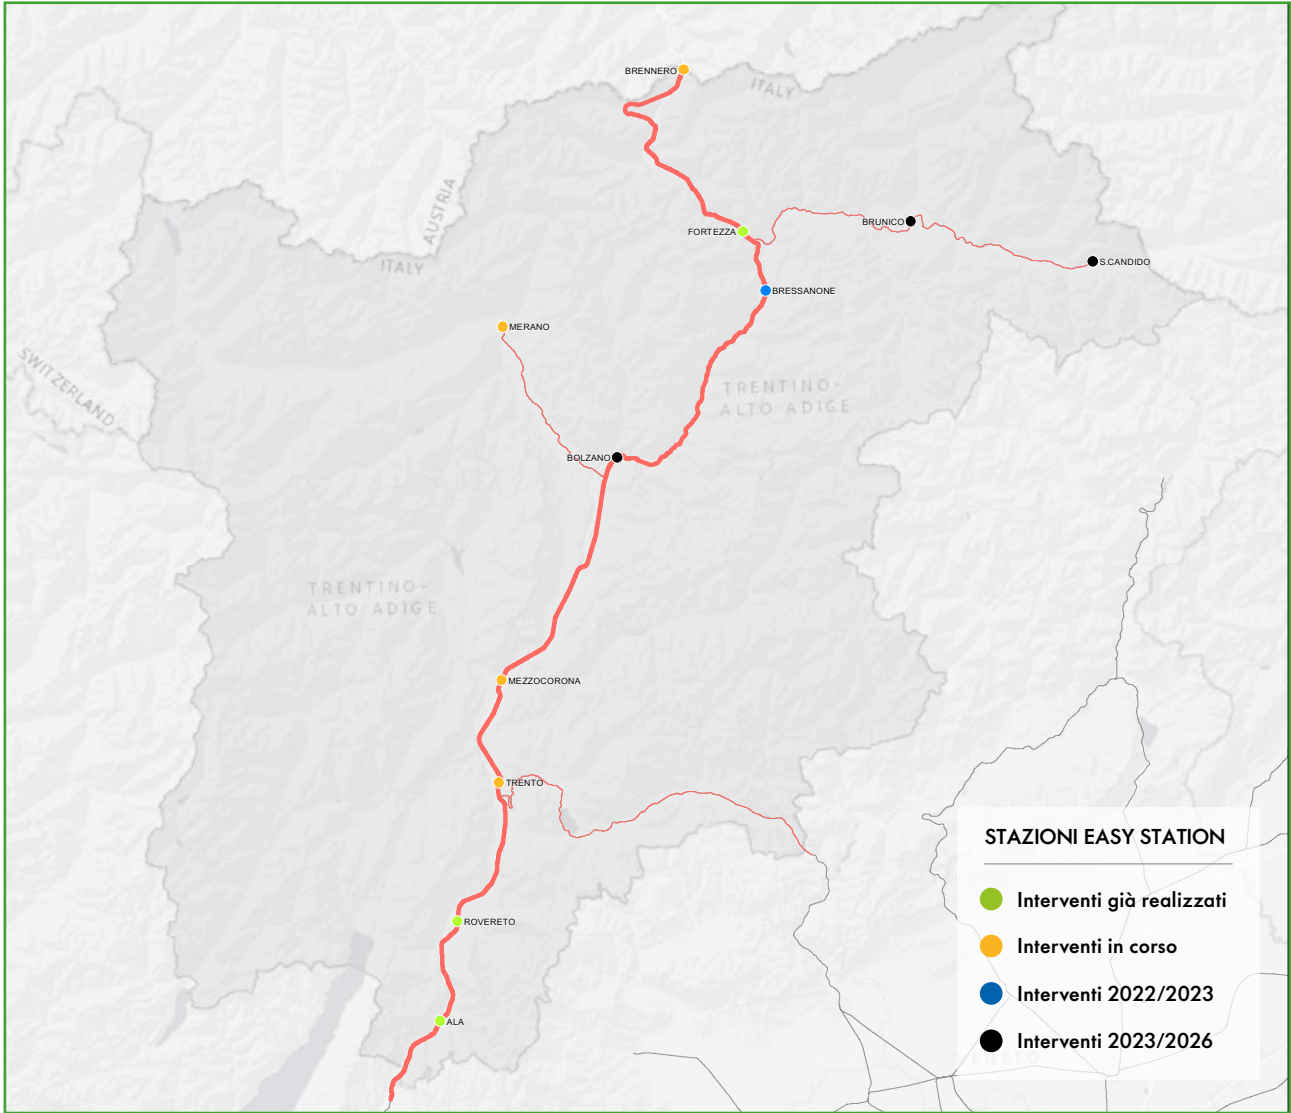 BRENNERO
ITALY
AUSTRIA
BRUNICO
FORTEZZA
S.CANDIDO
ITALY
BRESSANONE
MERANO
SWITZERLAND
TRENTINO-
ALTO ADIGE
BOLZANO
TRENTINO-
ALTO ADIGE
MEZZOCORONA
TRENTO
STAZIONI EASY STATION
Interventi già realizzati
ROVERETO
Interventi in corso
Interventi 2022/2023
ALA
Interventi 2023/2026